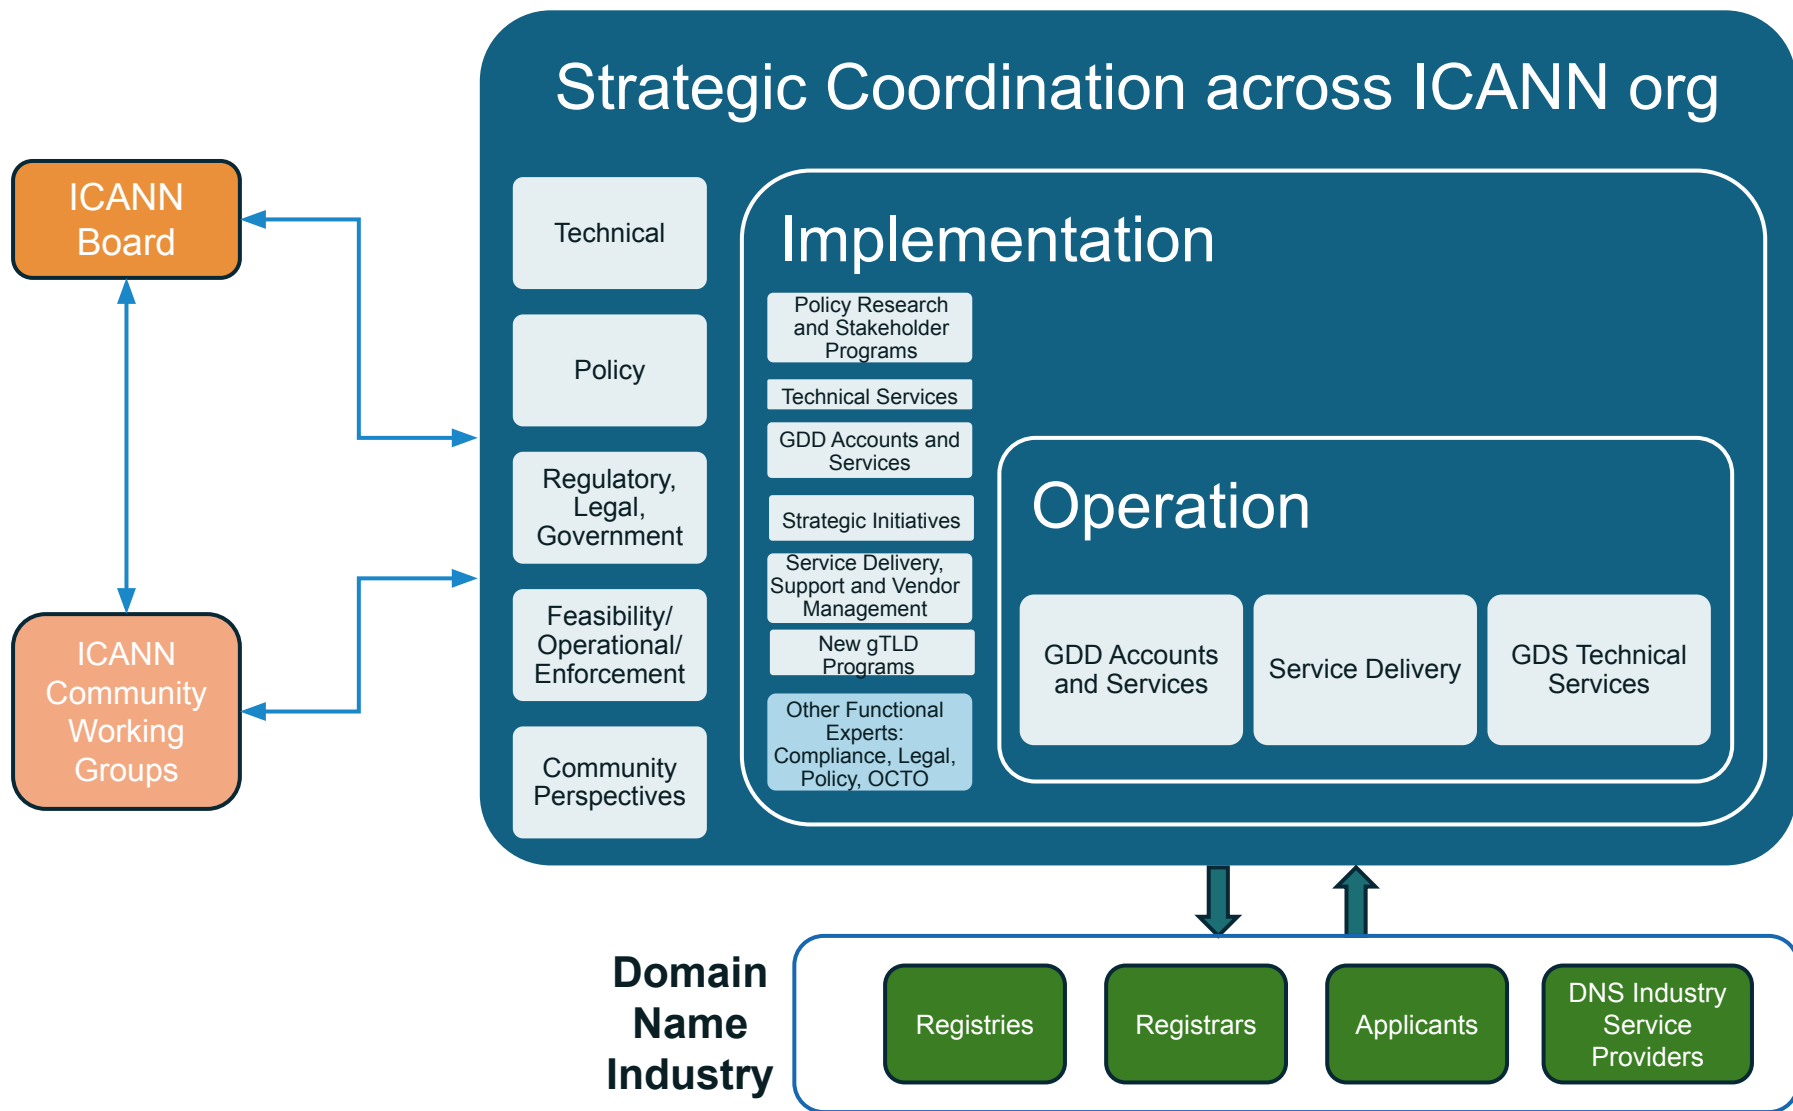 Strategic Coordination across ICANN org
ICANN
Board
ICANN
Community
Working
Groups
Technical
Policy
Regulatory,
Legal,
Government
Feasibility/
Operational/
Enforcement
Community
Perspectives
Implementation
Policy Research
and Stakeholder
Programs
Technical Services
GDD Accounts and
Services
Strategic Initiatives
Service Delivery,
Support and Vendor
Management
New gTLD
Programs
Other Functional
Experts:
Compliance, Legal,
Policy, OCTO
Operation
GDD Accounts
and Services
Service Delivery
GDS Technical
Services
Domain
Name
Industry
Registries
Registrars
Applicants
DNS Industry
Service
Providers